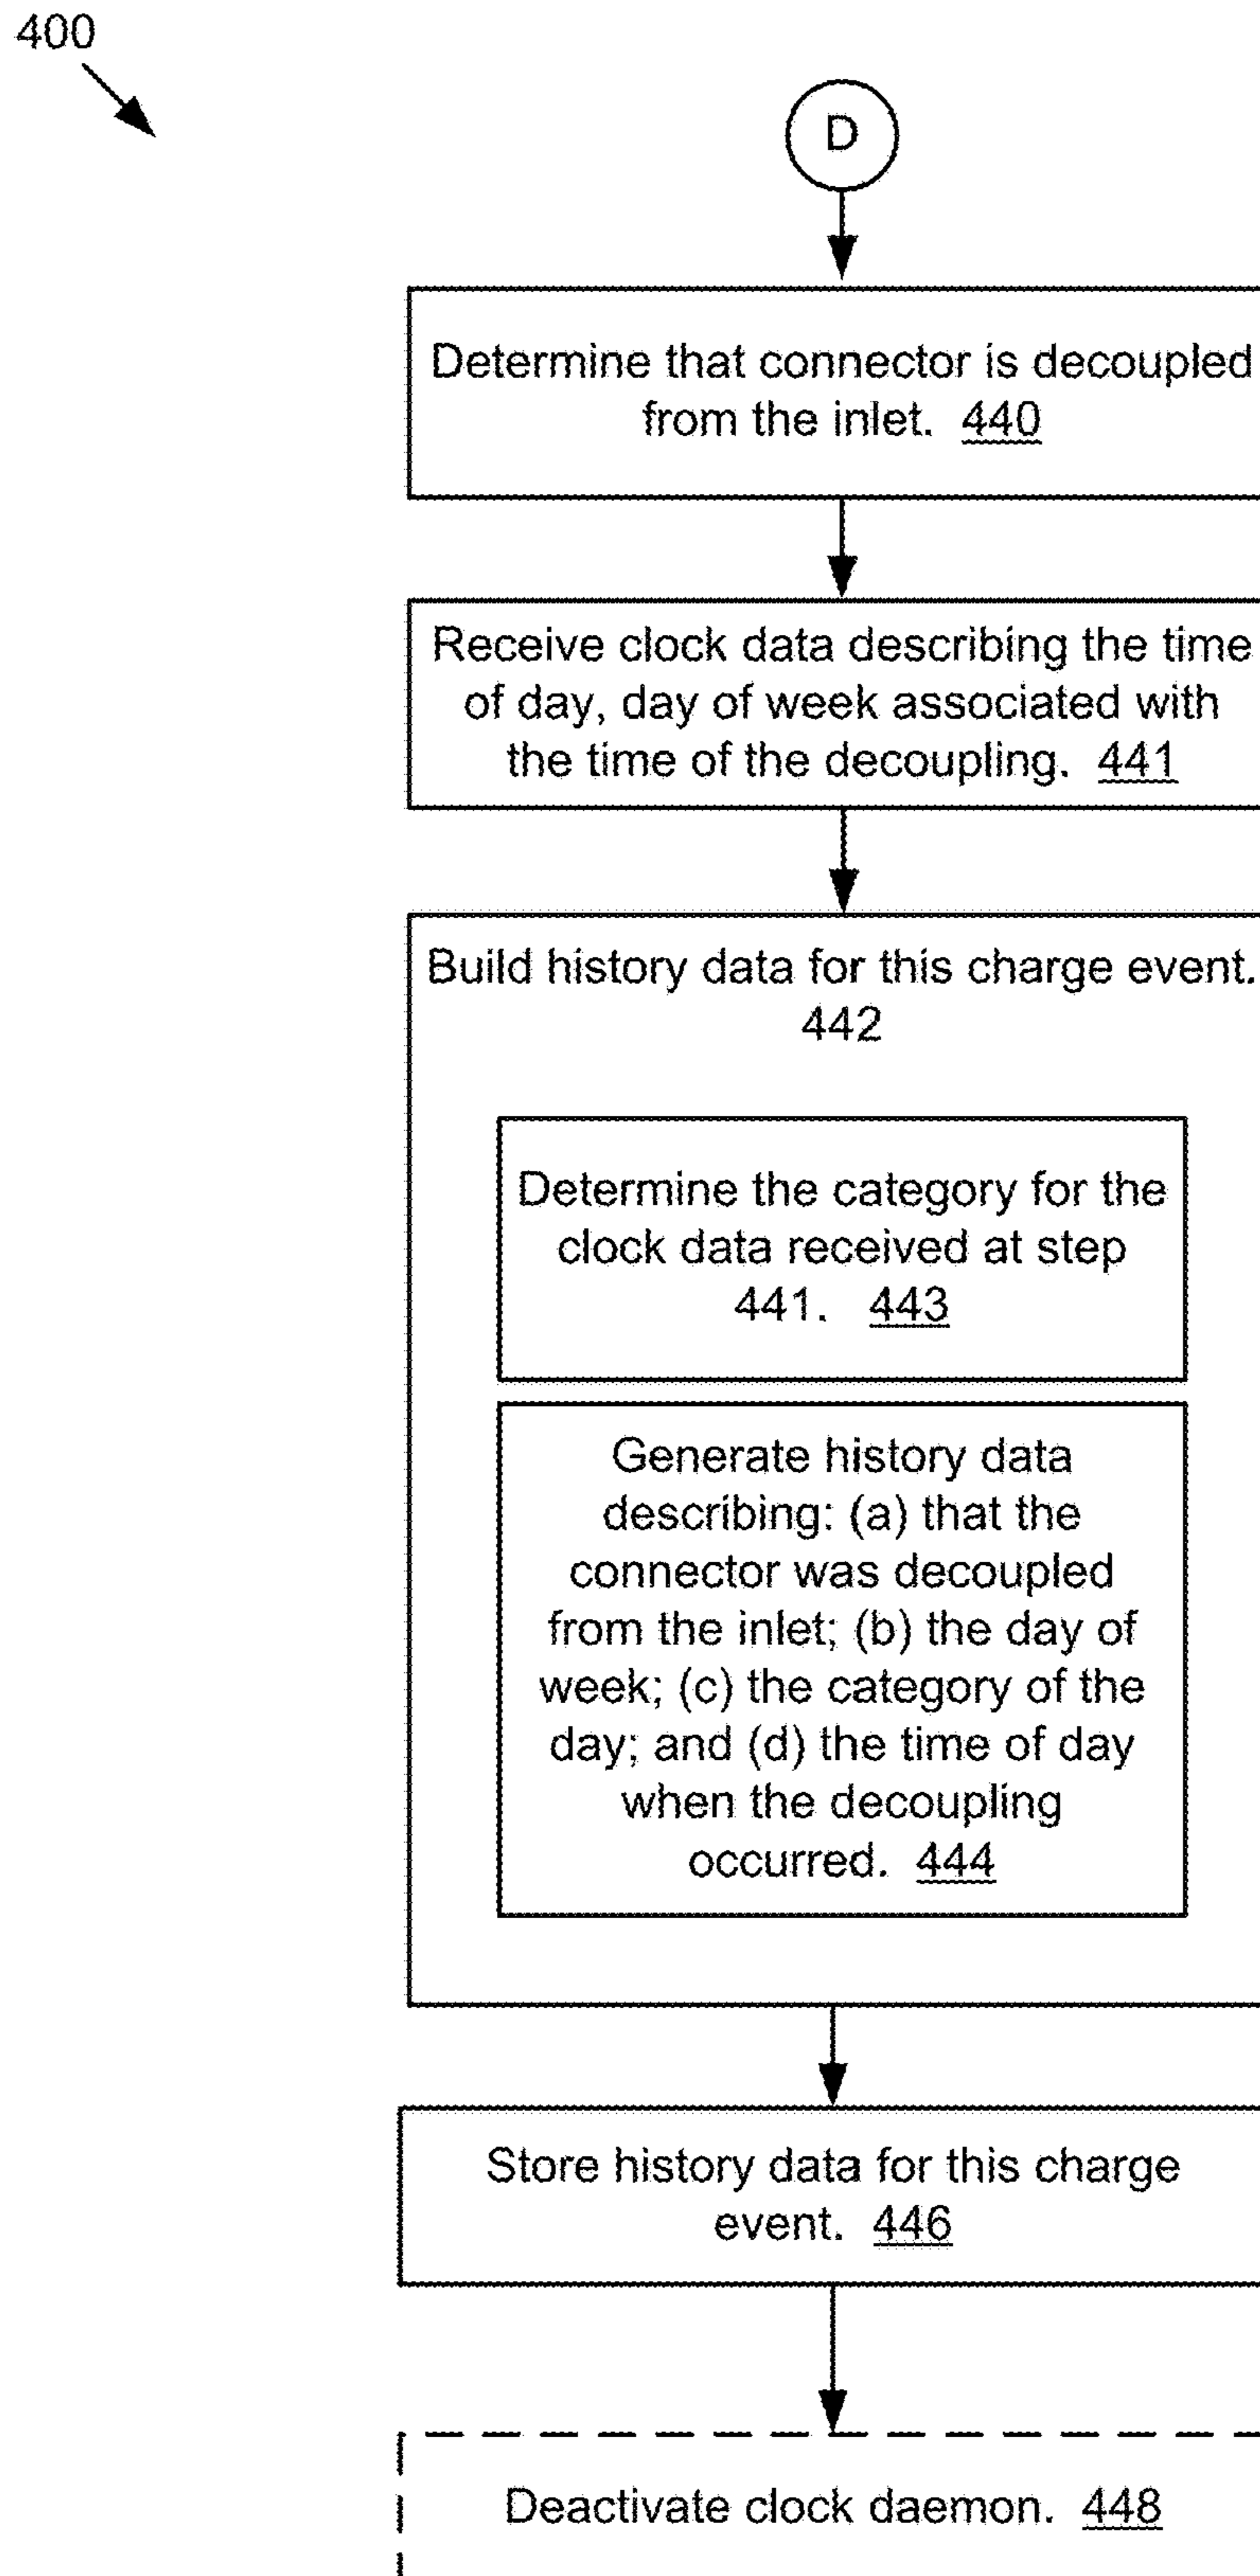 400
D
Determine that connector is decoupled
from the inlet. 440
Receive clock data describing the time
of day, day of week associated with
the time of the decoupling. 441
Build history data for this charge event.
442
Determine the category for the
clock data received at step
441. 443
Generate history data
describing: (a) that the
connector was decoupled
from the inlet; (b) the day of
week; (c) the category of the
day; and (d) the time of day
when the decoupling
occurred. 444
Store history data for this charge
event. 446
Deactivate clock daemon. 448